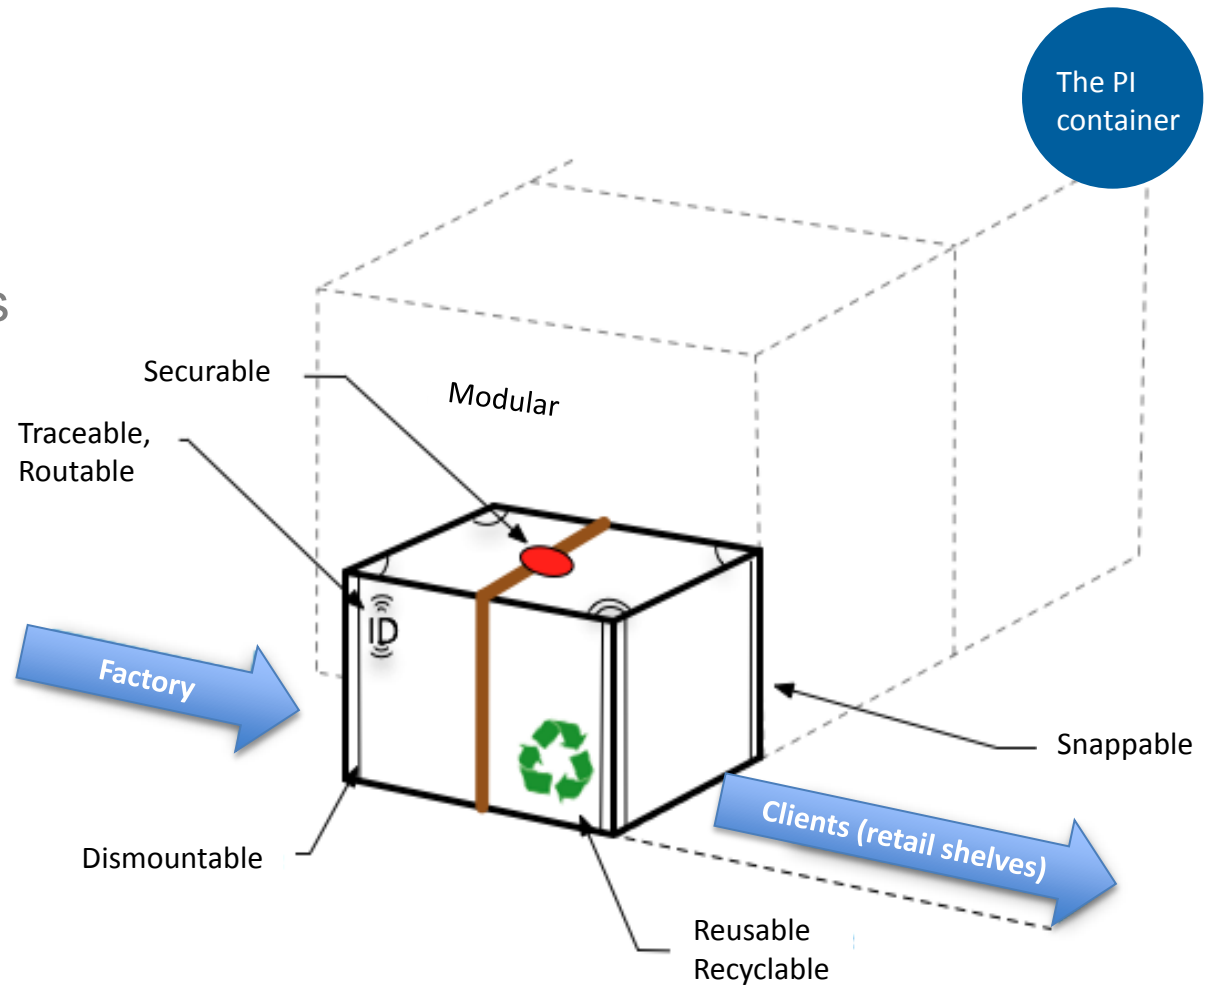 The PI
container
s
Securable
Modular
Traceable,
Routable
ID
Factory
Snappable
Clients (retail shelves)
Dismountable
Reusable
Recyclable